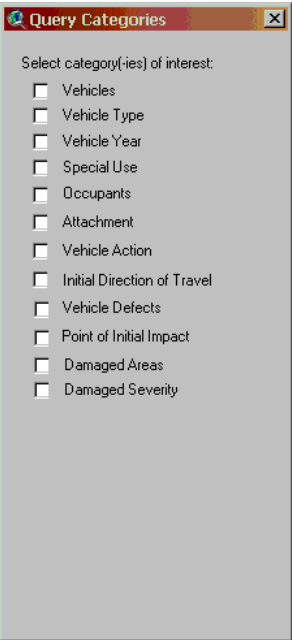 Query Categories
Select category(-ies) of interest:
Vehicles
Vehicle Type
Vehicle Year
Special Use
Occupants
Attachment
Vehicle Action
Initial Direction of Travel
Vehicle Defects
Point of Initial Impact
Damaged Areas
Damaged Severity